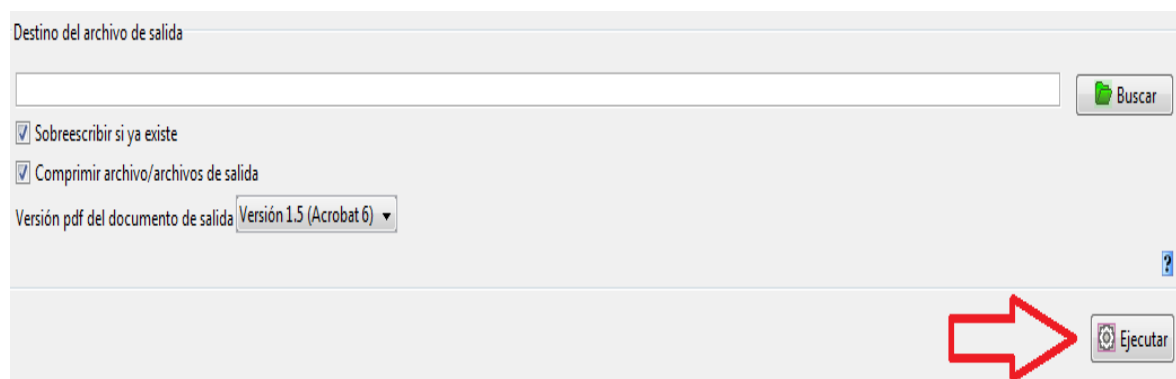 Destino del archivo de salida
Buscar
Sobreescribir si ya existe
Comprimir archivo/archivos de salida
Versión pdf del documento de salida Versión 1.5 (Acrobat 6)
?
Ejecutar